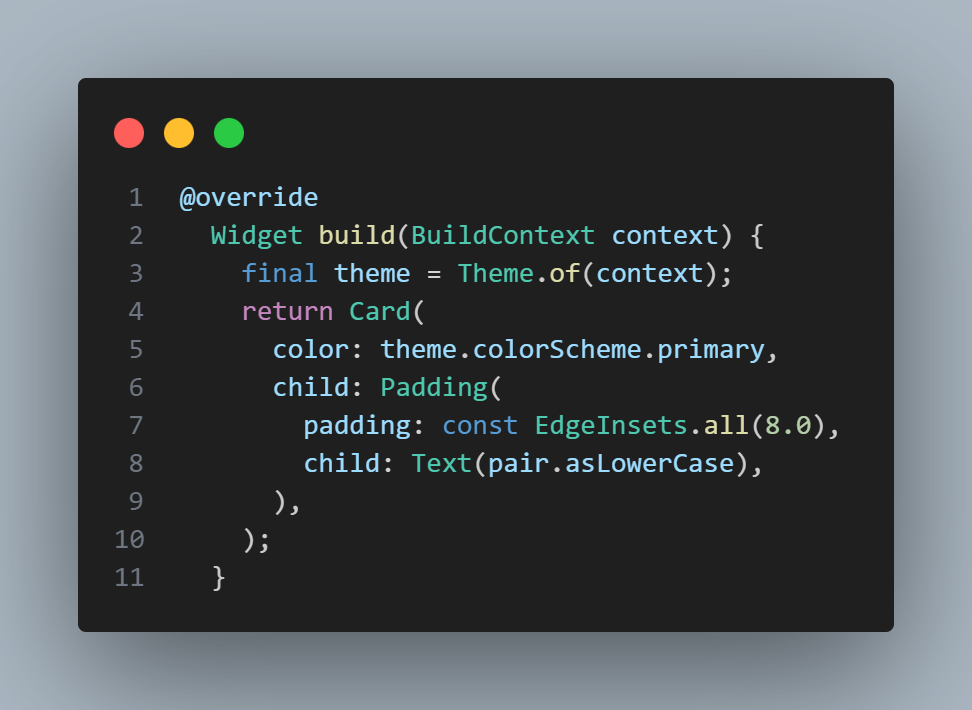 1 @override
2   Widget build(BuildContext context) {
3     final theme = Theme.of(context);
4     return Card(
5       color: theme.colorScheme.primary,
6       child: Padding(
7         padding: const EdgeInsets.all(8.0),
8         child: Text(pair.asLowerCase),
9       ),
10     );
11   }